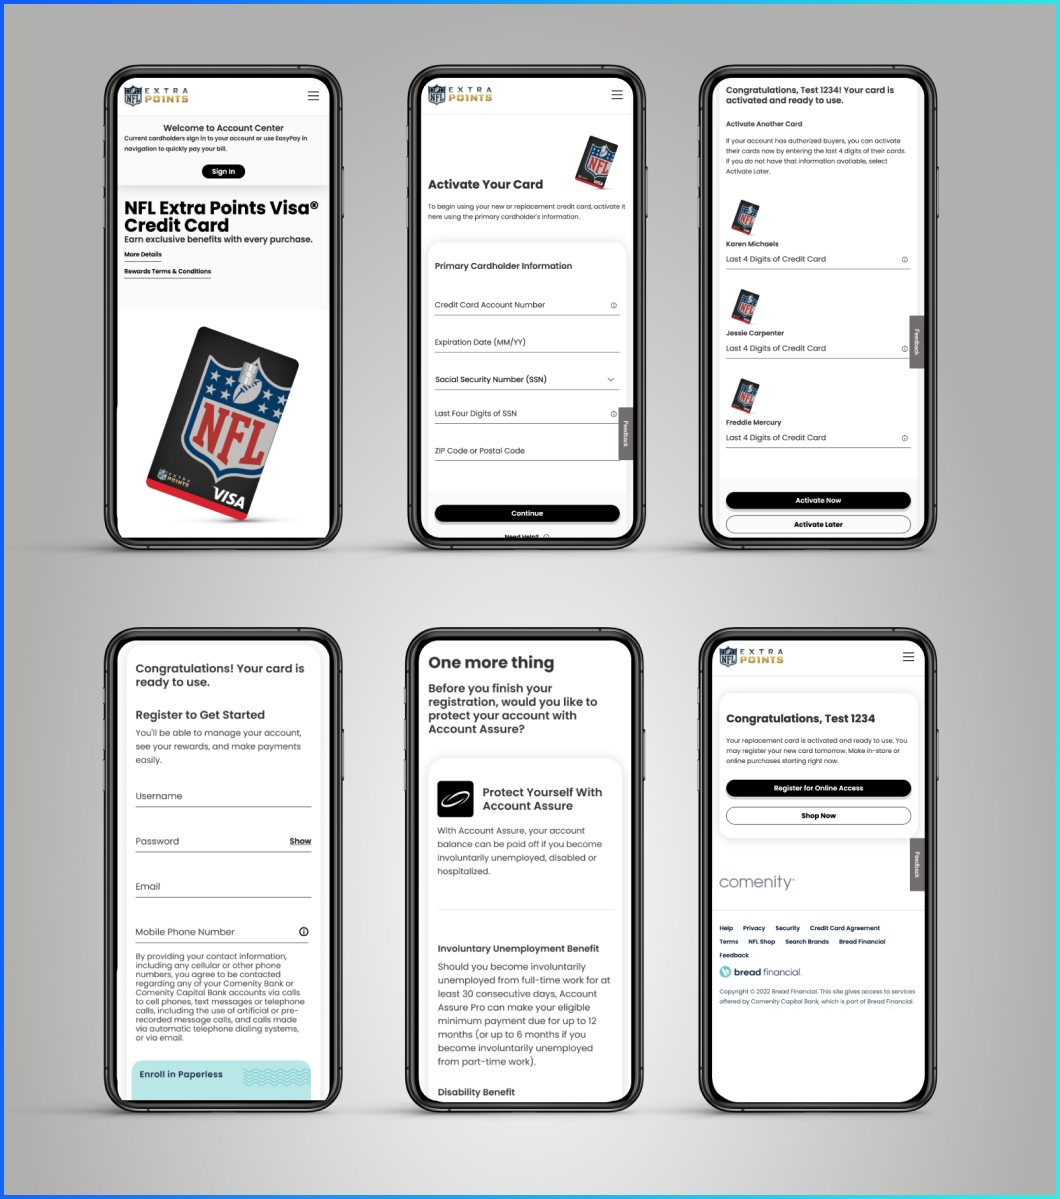 NFL EXTRA
POINTS
Welcome to Account Center
Current cardholders sign in to your account or use EasyPay in
navigation to quickly pay your bill.
Sign In
NFL Extra Points Visa®
Credit Card
Earn exclusive benefits with every purchase.
More Details
Rewards Terms & Conditions
NFL
NFL EXTRA
POINTS
VISA
NFL EXTRA
POINTS
NFL
VISA
Activate Your Card
To begin using your new or replacement credit card, activate it
here using the primary cardholder's information.
Primary Cardholder Information
Credit Card Account Number
Expiration Date (MM/YY)
Social Security Number (SSN)
Last Four Digits of SSN
Feedback
ZIP Code or Postal Code
Continue
Need Help?
Congratulations, Test 1234! Your card is
activated and ready to use.
Activate Another Card
If your account has authorized buyers, you can activate
their cards now by entering the last 4 digits of their cards.
If you do not have that information available, select
Activate Later.
NFL
Karen Michaels
Last 4 Digits of Credit Card
NFL
Jessie Carpenter
Last 4 Digits of Credit Card
Feedback
NFL
Freddie Mercury
Last 4 Digits of Credit Card
Activate Now
Activate Later
Congratulations! Your card is
ready to use.
Register to Get Started
You'll be able to manage your account,
see your rewards, and make payments
easily.
Username
Password Show
Email
Mobile Phone Number
By providing your contact information,
including any cellular or other phone
numbers, you agree to be contacted
regarding any of your Comenity Bank or
Comenity Capital Bank accounts via calls
to cell phones, text messages or telephone
calls, including the use of artificial or pre-
recorded message calls, and calls made
via automatic telephone dialing systems,
or via email.
Enroll in Paperless
One more thing
Before you finish your
registration, would you like to
protect your account with
Account Assure?
Protect Yourself With
Account Assure
With Account Assure, your account
balance can be paid off if you become
involuntarily unemployed, disabled or
hospitalized.
Involuntary Unemployment Benefit
Should you become involuntarily
unemployed from full-time work for at
least 30 consecutive days, Account
Assure Pro can make your eligible
minimum payment due for up to 12
months (or up to 6 months if you
become involuntarily unemployed
from part-time work).
Disability Benefit
NFL EXTRA
POINTS
Congratulations, Test 1234
Your replacement card is activated and ready to use. You
may register your new card tomorrow. Make in-store or
online purchases starting right now.
Register for Online Access
Shop Now
Feedback
comenity
Help Privacy Security Credit Card Agreement
Terms NFL Shop Search Brands Bread Financial
Feedback
bread financial.
Copyright © 2022 Bread Financial. This site gives access to services
offered by Comenity Capital Bank, which is part of Bread Financial.